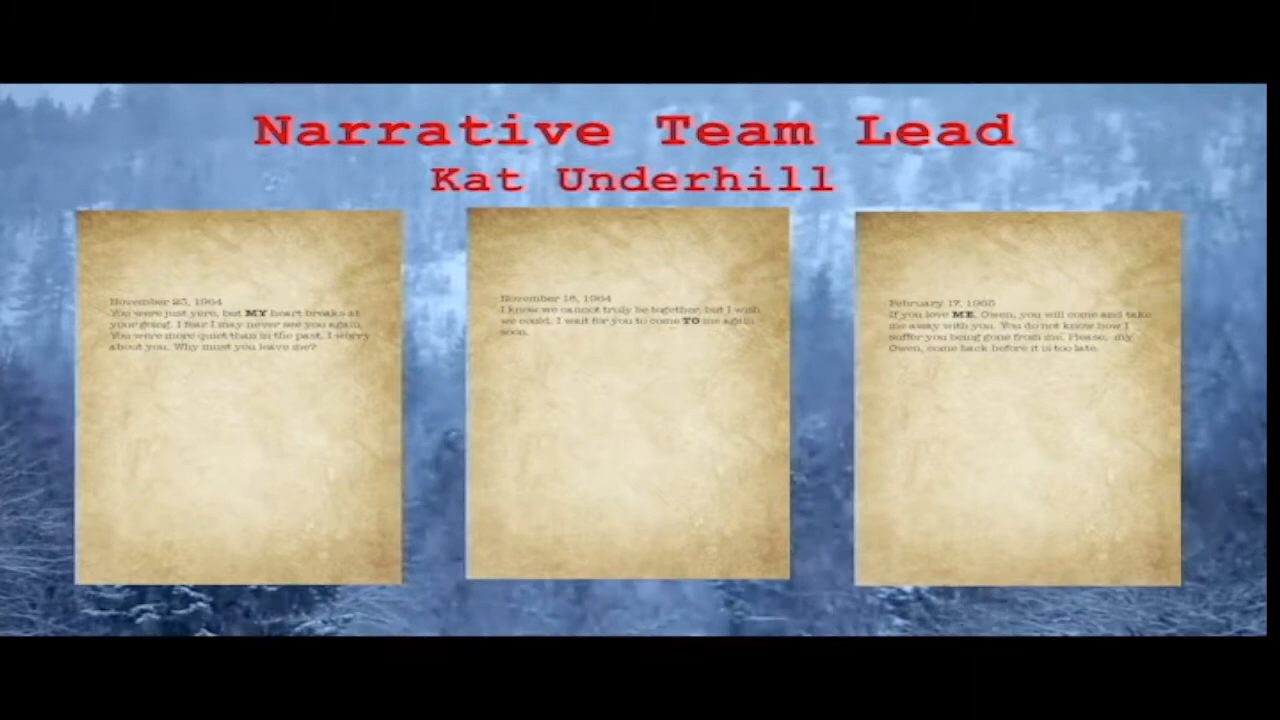 Narrative Team Lead
Kat Underhill
November 23, 1964
You were just yere, but MY heart breaks at
your going. I fear I may never see you again.
You were more quiet than in the past. I worry
about you. Why must you leave me?
November 18, 1964
I know we cannot truly be together, but I wish
we could. I wait for you to come TO me again
soon.
February 17, 1965
If you love ME, Owen, you will come and take
me away with you. You do not know how I
suffer you being gone from me. Please, my
Owen, come back before it is too late.